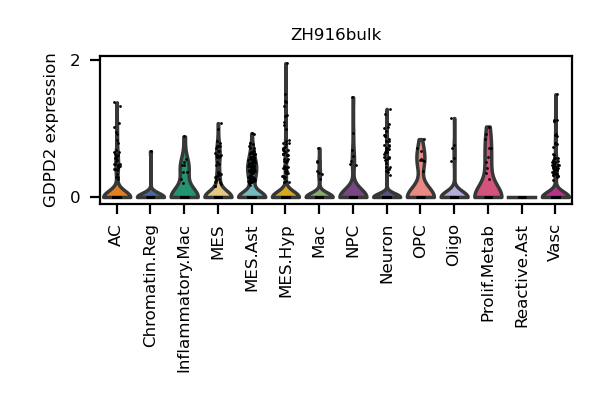 ZH916bulk
GDPD2 expression
2
0
AC
Chromatin.Reg
Inflammatory.Mac
MES
MES.Ast
MES.Hyp
Mac
NPC
Neuron
OPC
Oligo
Prolif.Metab
Reactive.Ast
Vasc